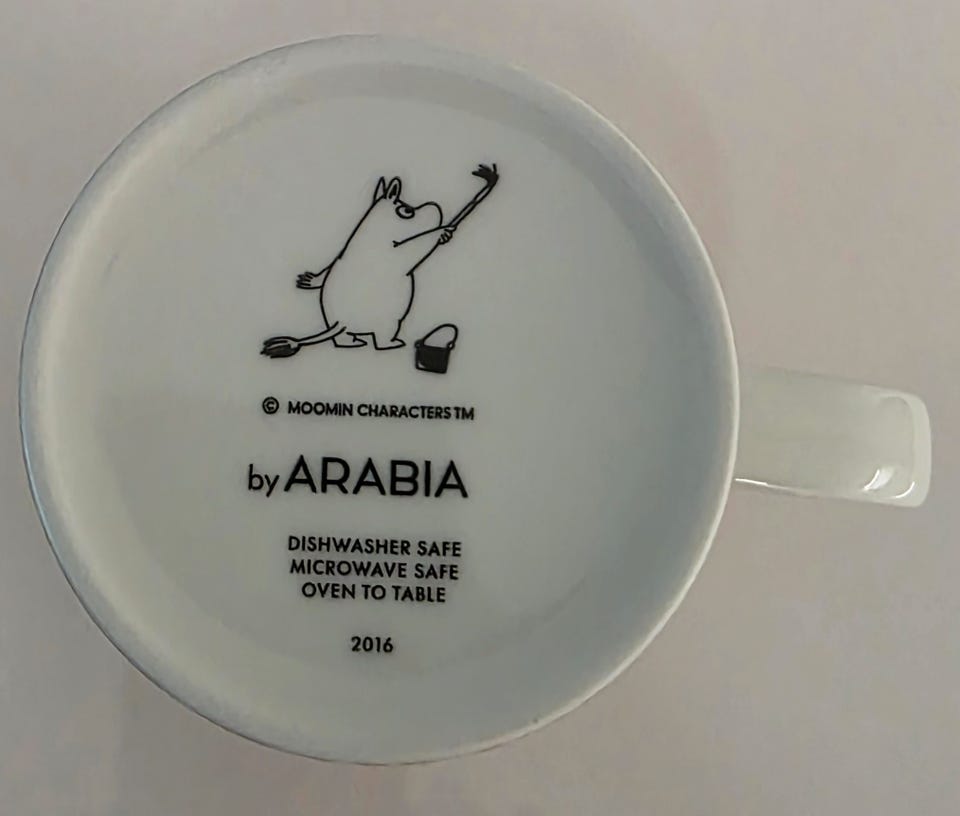 © MOOMIN CHARACTERS TM
by ARABIA
DISHWASHER SAFE
MICROWAVE SAFE
OVEN TO TABLE
2016